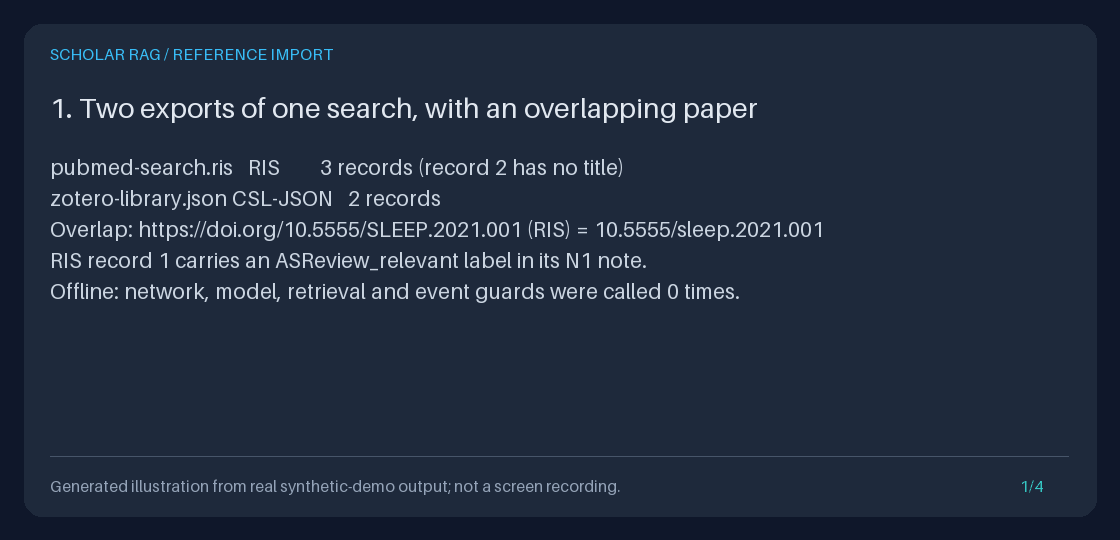 SCHOLAR RAG / REFERENCE IMPORT
1. Two exports of one search, with an overlapping paper
pubmed-search.ris RIS 3 records (record 2 has no title)
zotero-library.json CSL-JSON 2 records
Overlap: https://doi.org/10.5555/SLEEP.2021.001 (RIS) = 10.5555/sleep.2021.001
RIS record 1 carries an ASReview_relevant label in its N1 note.
Offline: network, model, retrieval and event guards were called 0 times.
Generated illustration from real synthetic-demo output; not a screen recording.
1/4